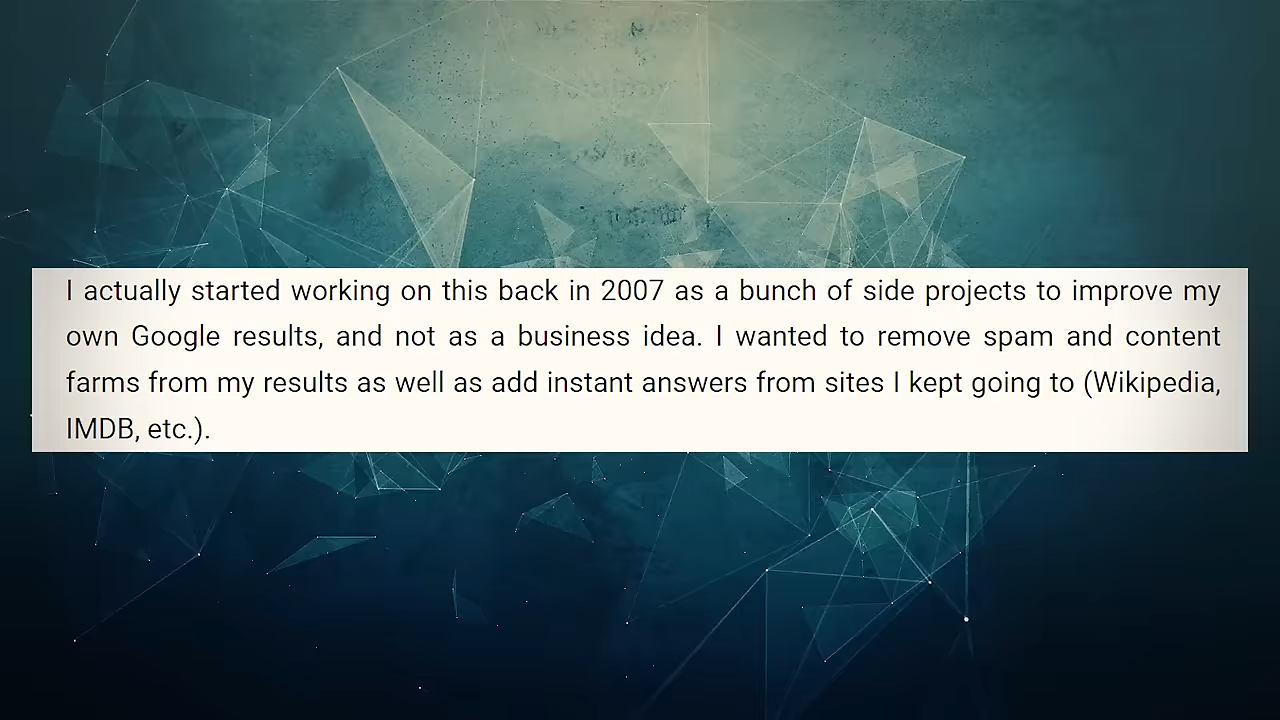 I actually started working on this back in 2007 as a bunch of side projects to improve my
own Google results, and not as a business idea. I wanted to remove spam and content
farms from my results as well as add instant answers from sites I kept going to (Wikipedia,
IMDB, etc.).